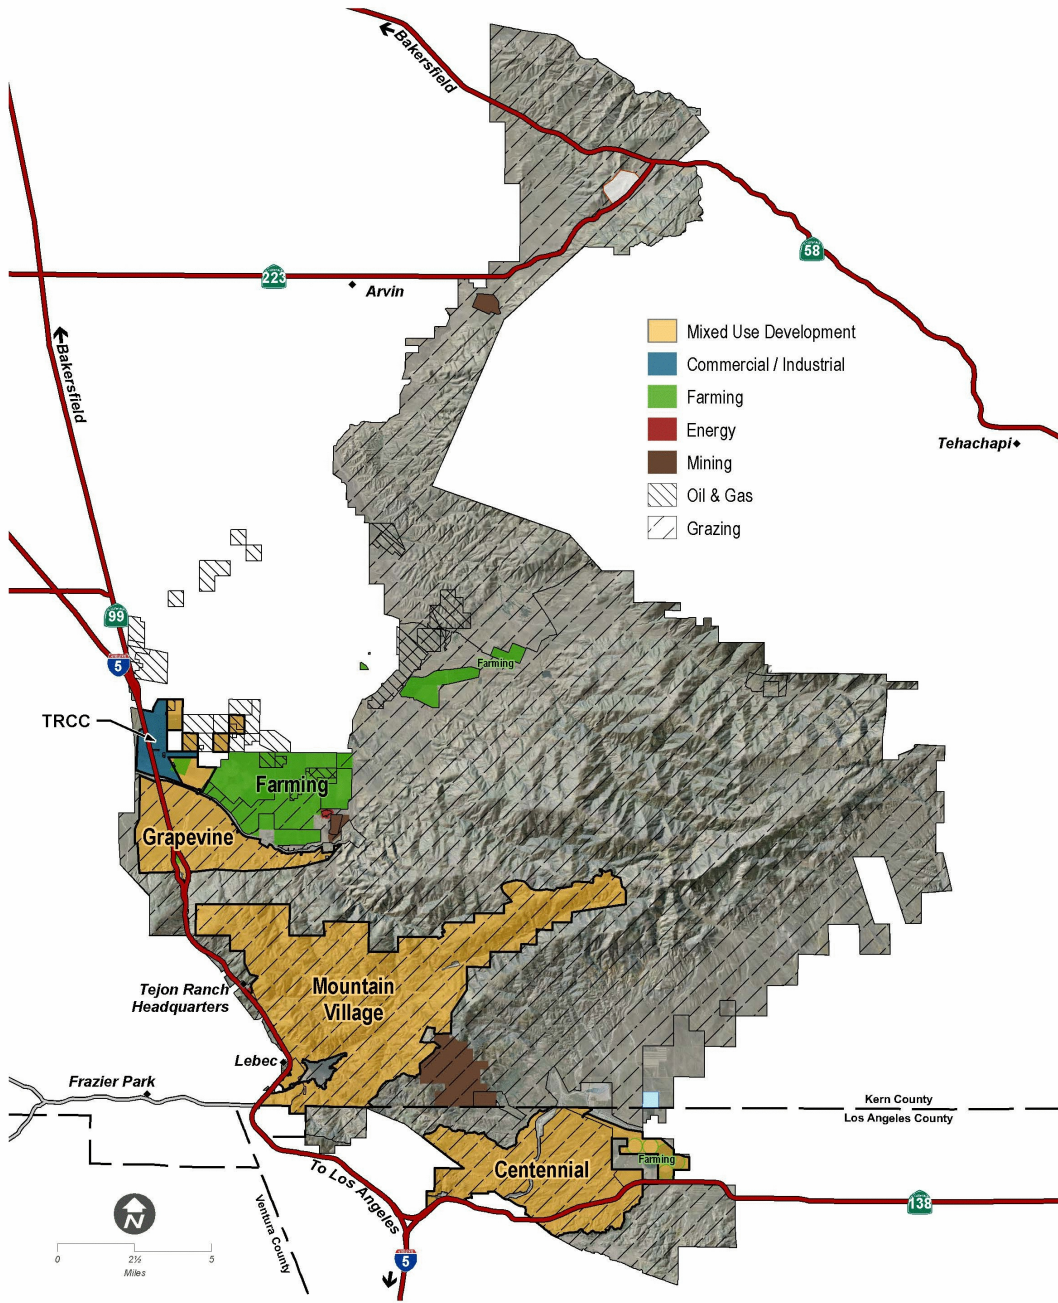 Bakersfield
58
223
Arvin
Bakersfield
Mixed Use Development
Commercial / Industrial
Farming
Energy
Mining
Oil & Gas
Grazing
Tehachapi
99
5
Farming
TRCC
Farming
Grapevine
Mountain
Village
Tejon Ranch
Headquarters
Lebec
Frazier Park
Kern County
Los Angeles County
Farming
Centennial
To Los Angeles
Ventura County
138
N
5
0
2½
5
Miles